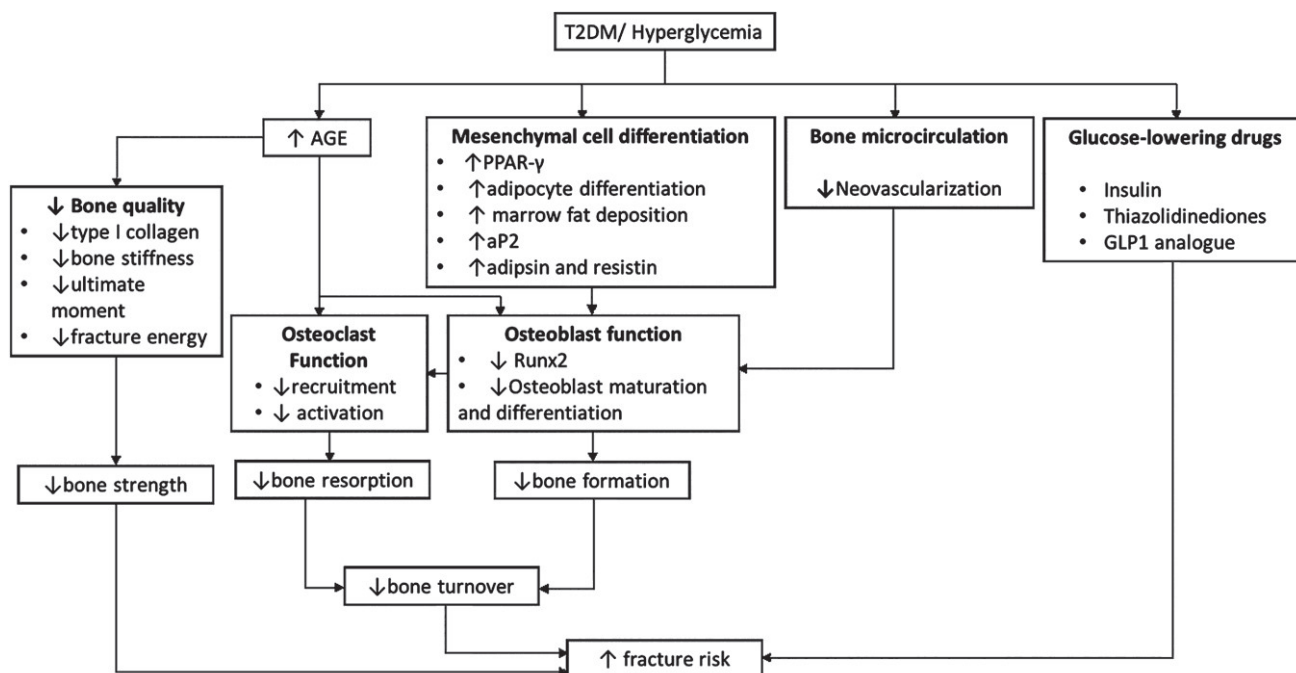 T2DM/ Hyperglycemia
↑ AGE
Mesenchymal cell differentiation
• ↑PPAR-γ
• ↑adipocyte differentiation
• ↑ marrow fat deposition
• ↑aP2
• ↑adipsin and resistin
Bone microcirculation
↓Neovascularization
Glucose-lowering drugs
• Insulin
• Thiazolidinediones
• GLP1 analogue
↓ Bone quality
• ↓type I collagen
• ↓bone stiffness
• ↓ultimate
moment
• ↓fracture energy
Osteoclast
Function
• ↓recruitment
• ↓ activation
Osteoblast function
• ↓ Runx2
• ↓Osteoblast maturation
and differentiation
↓bone strength
↓bone resorption
↓bone formation
↓bone turnover
↑ fracture risk